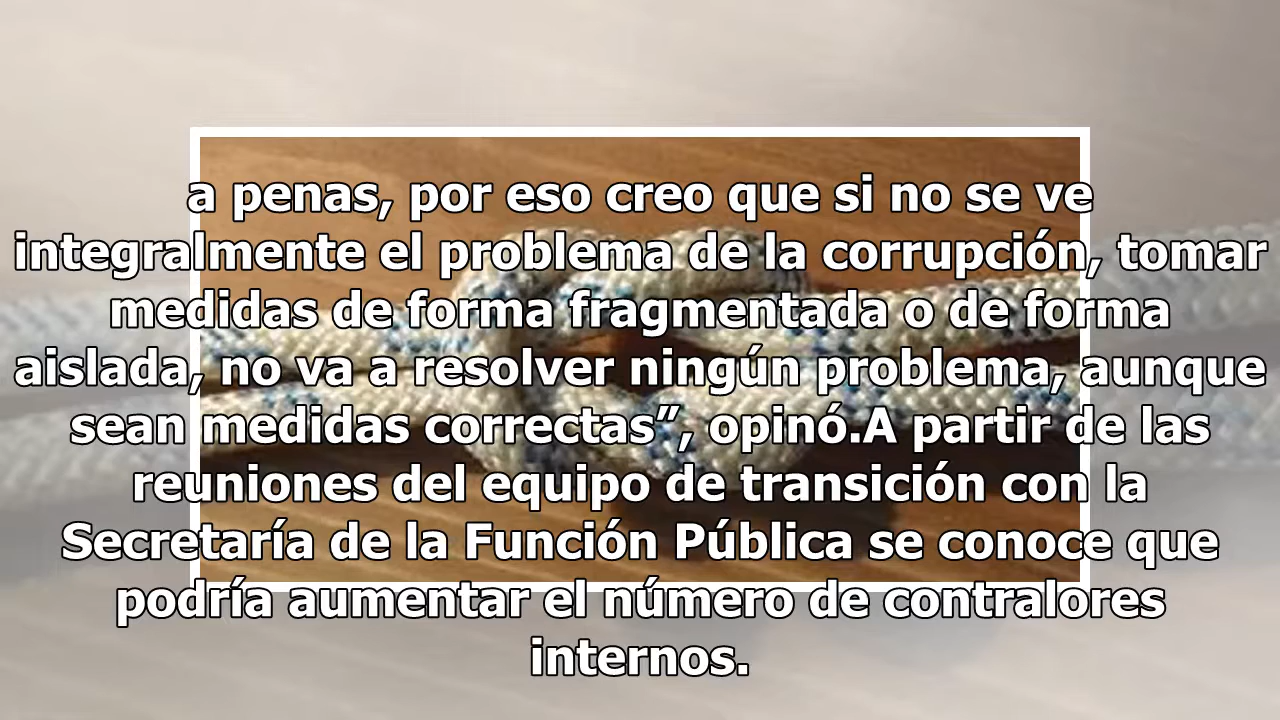 a penas, por eso creo que si no se ve
integralmente el problema de la corrupción, tomar
medidas de forma fragmentada o de forma
aislada, no va a resolver ningún problema, aunque
sean medidas correctas”, opinó.A partir de las
reuniones del equipo de transición con la
Secretaría de la Función Pública se conoce que
podría aumentar el número de contralores
internos.